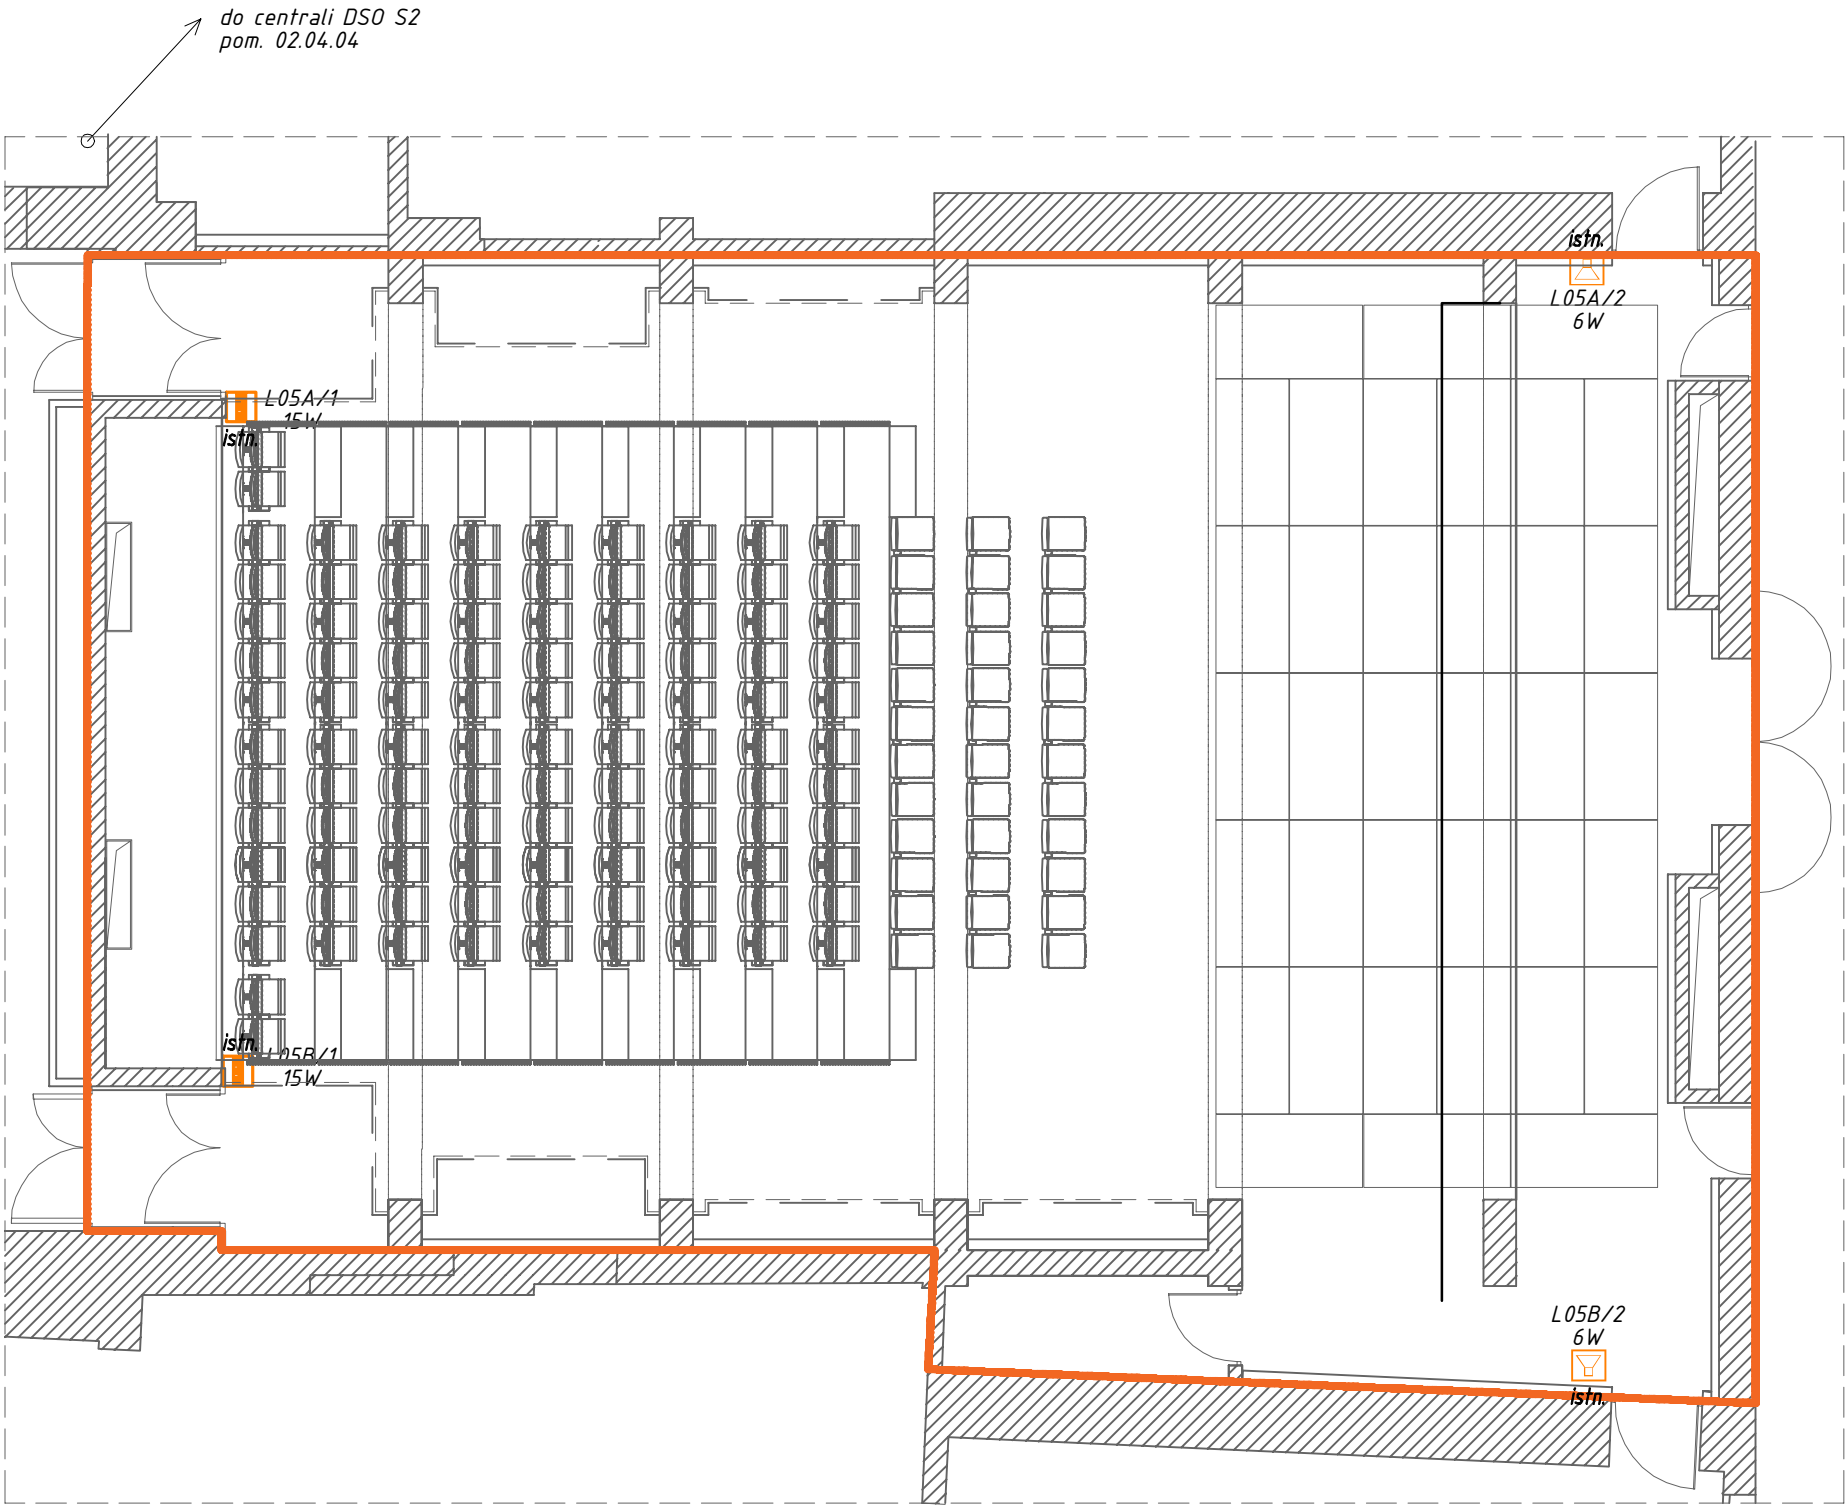 do centrali DSO S2
pom. 02.04.04
istn.
L05A/2
6W
L05A/1
15W
istn.
istn.
L05B/1
15W
L05B/2
6W
istn.